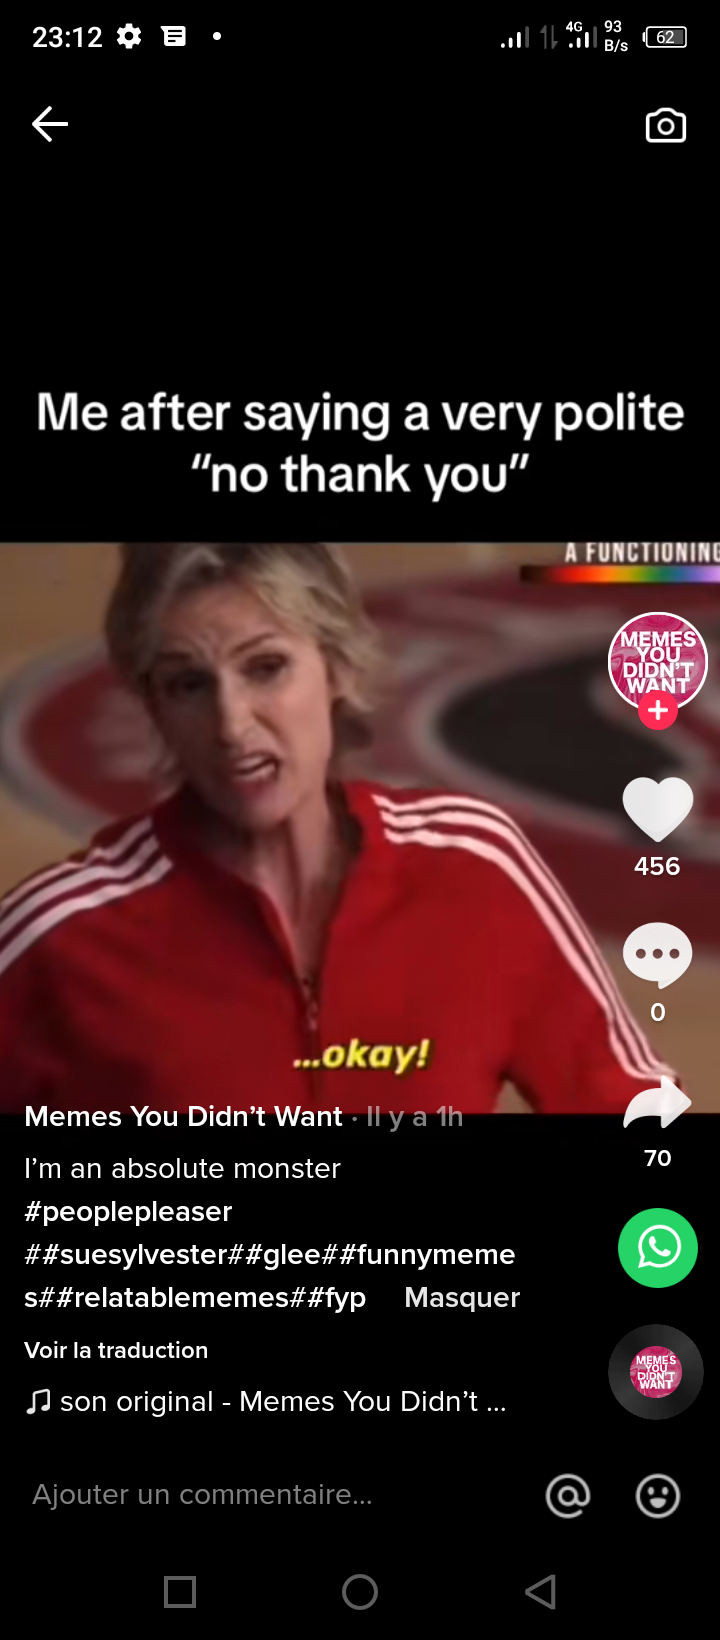 23:12
4G
93
B/s
62
Me after saying a very polite
“no thank you”
A FUNCTIONING
MEMES
YOU
DIDN'T
WANT
456
0
...okay!
Memes You Didn’t Want · Il y a 1h
70
I’m an absolute monster
#peoplepleaser
##suesylvester##glee##funnymeme
s##relatablememes##fyp Masquer
Voir la traduction
MEMES
YOU
DIDN'T
WANT
son original - Memes You Didn’t ...
Ajouter un commentaire...